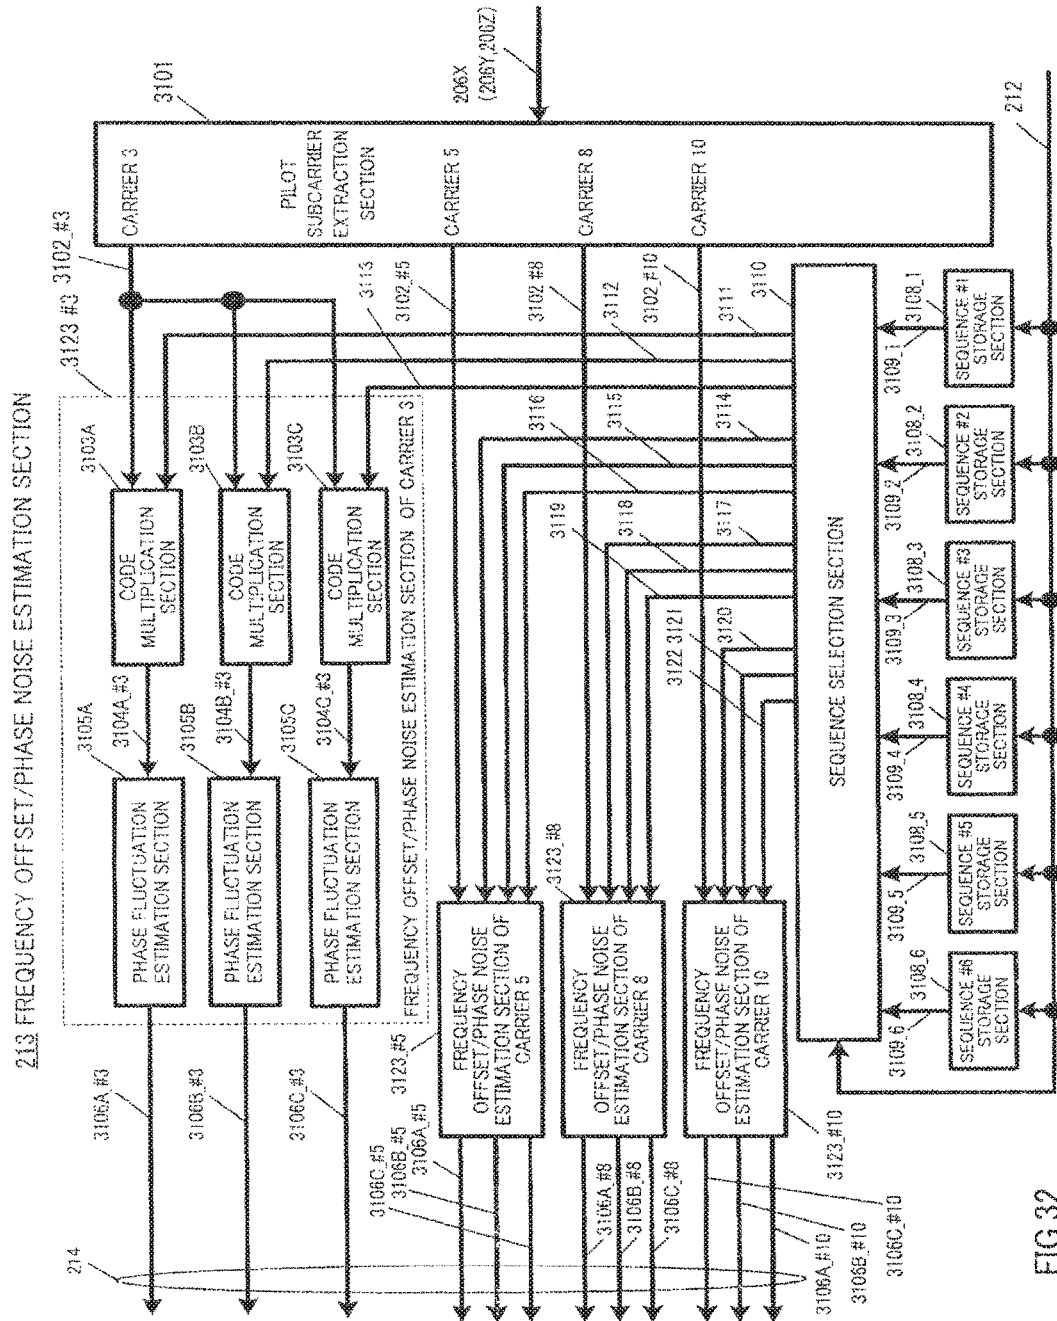 213 FREQUENCY OFFSET/PHASE NOISE ESTIMATION SECTION
3101
206X
(206Y,206Z)
PILOT
SUBCARRIER
EXTRACTION
SECTION
CARRIER 3
CARRIER 5
CARRIER 8
CARRIER 10
3123_#3
3102_#3
3113
3102_#5
3102_#8
3112
3102_#10
3111
3110
3103A
CODE
MULTIPLICATION
SECTION
3103B
CODE
MULTIPLICATION
SECTION
3103C
CODE
MULTIPLICATION
SECTION
3104A_#3
3104B_#3
3104C_#3
3105A
PHASE FLUCTUATION
ESTIMATION SECTION
3105B
PHASE FLUCTUATION
ESTIMATION SECTION
3105C
PHASE FLUCTUATION
ESTIMATION SECTION
FREQUENCY OFFSET/PHASE NOISE ESTIMATION SECTION OF CARRIER 3
3106A_#3
3106B_#3
3106C_#3
3116
3115
3114
3119
3118
3117
3122
3121
3120
3123_#5
FREQUENCY
OFFSET/PHASE NOISE
ESTIMATION SECTION OF
CARRIER 5
3123_#8
FREQUENCY
OFFSET/PHASE NOISE
ESTIMATION SECTION OF
CARRIER 8
FREQUENCY
OFFSET/PHASE NOISE
ESTIMATION SECTION OF
CARRIER 10
3123_#10
3106C_#5
3106B_#5
3106A_#5
3106A_#8
3106B_#8
3106C_#8
3106A_#10
3106B_#10
3106C_#10
214
SEQUENCE SELECTION SECTION
3109_6
3109_5
3109_4
3109_3
3109_2
3109_1
3108_6
SEQUENCE #6
STORAGE
SECTION
3108_5
SEQUENCE #5
STORAGE
SECTION
3108_4
SEQUENCE #4
STORAGE
SECTION
3108_3
SEQUENCE #3
STORAGE
SECTION
3108_2
SEQUENCE #2
STORAGE
SECTION
3108_1
SEQUENCE #1
STORAGE
SECTION
212
FIG.32